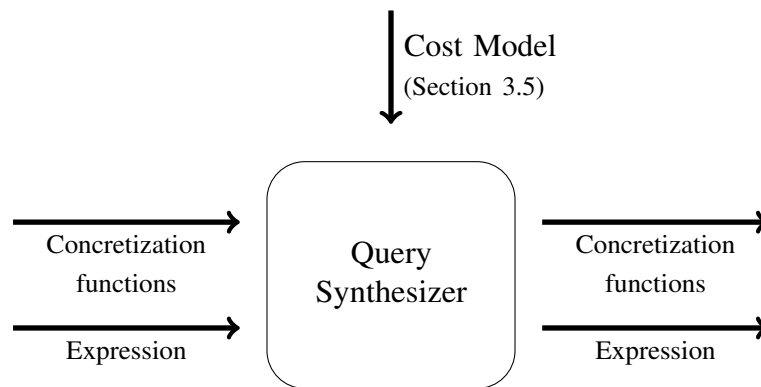 Cost Model
(Section 3.5)
Concretization
functions
Expression
Query
Synthesizer
Concretization
functions
Expression